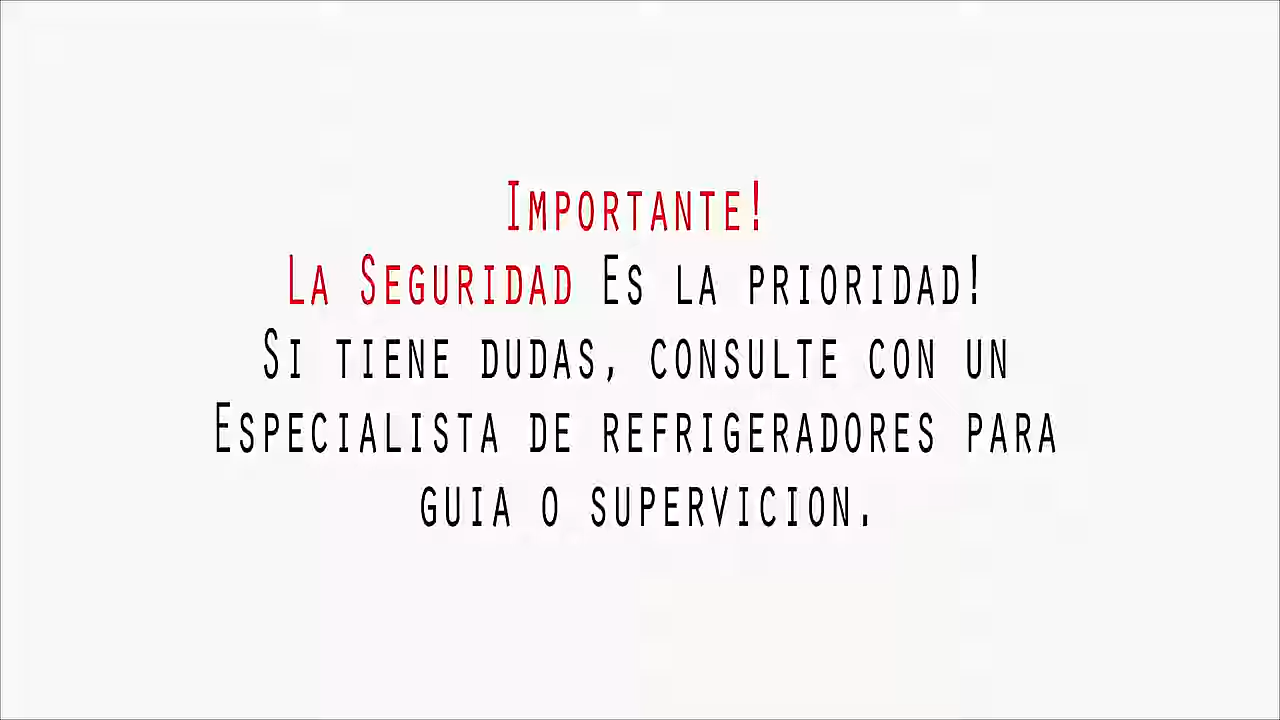 Importante!
La Seguridad Es la prioridad!
Si tiene dudas, consulte con un
Especialista de refrigeradores para
guia o supervicion.